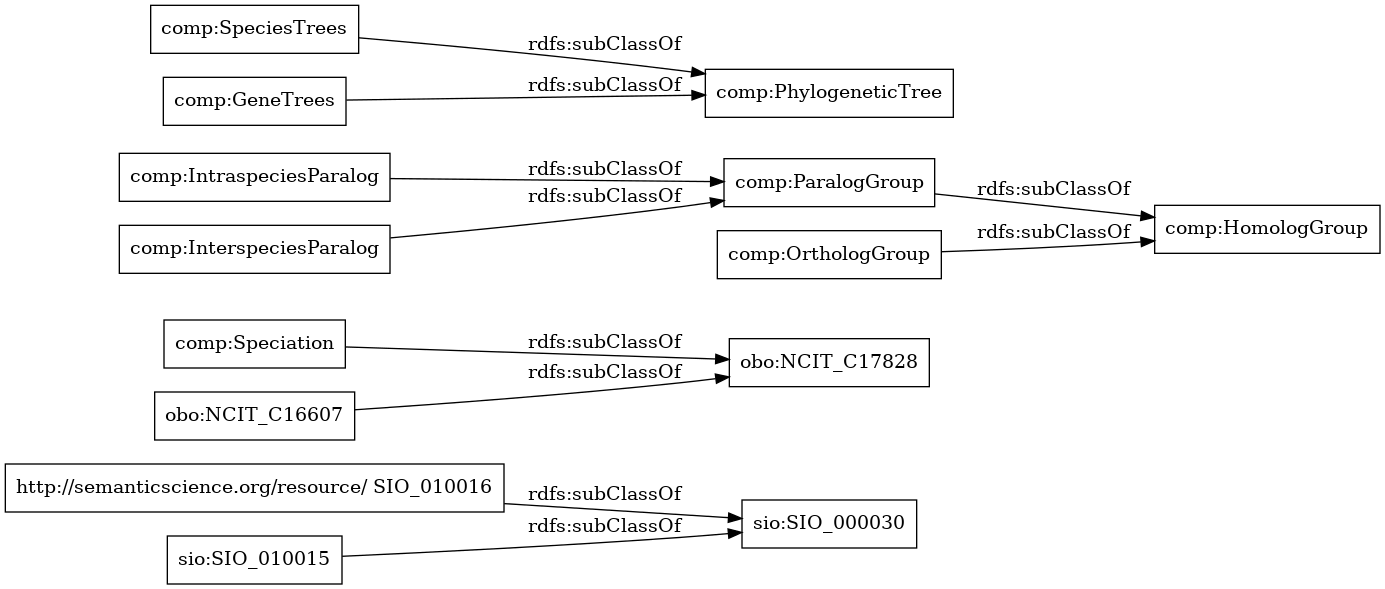 comp:SpeciesTrees
rdfs:subClassOf
comp:GeneTrees
rdfs:subClassOf
comp:PhylogeneticTree
comp:IntraspeciesParalog
rdfs:subClassOf
comp:ParalogGroup
rdfs:subClassOf
comp:InterspeciesParalog
rdfs:subClassOf
comp:OrthologGroup
rdfs:subClassOf
comp:HomologGroup
comp:Speciation
rdfs:subClassOf
obo:NCIT_C17828
obo:NCIT_C16607
rdfs:subClassOf
http://semanticscience.org/resource/ SIO_010016
rdfs:subClassOf
sio:SIO_000030
sio:SIO_010015
rdfs:subClassOf